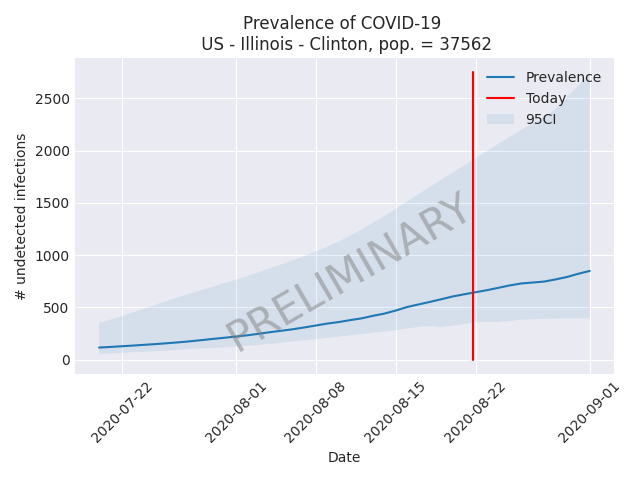 Prevalence of COVID-19
US - Illinois - Clinton, pop. = 37562
Prevalence
Today
95CI
# undetected infections
2500
2000
1500
1000
500
0
PRELIMINARY
2020-07-22
2020-08-01
2020-08-08
2020-08-15
2020-08-22
2020-09-01
Date